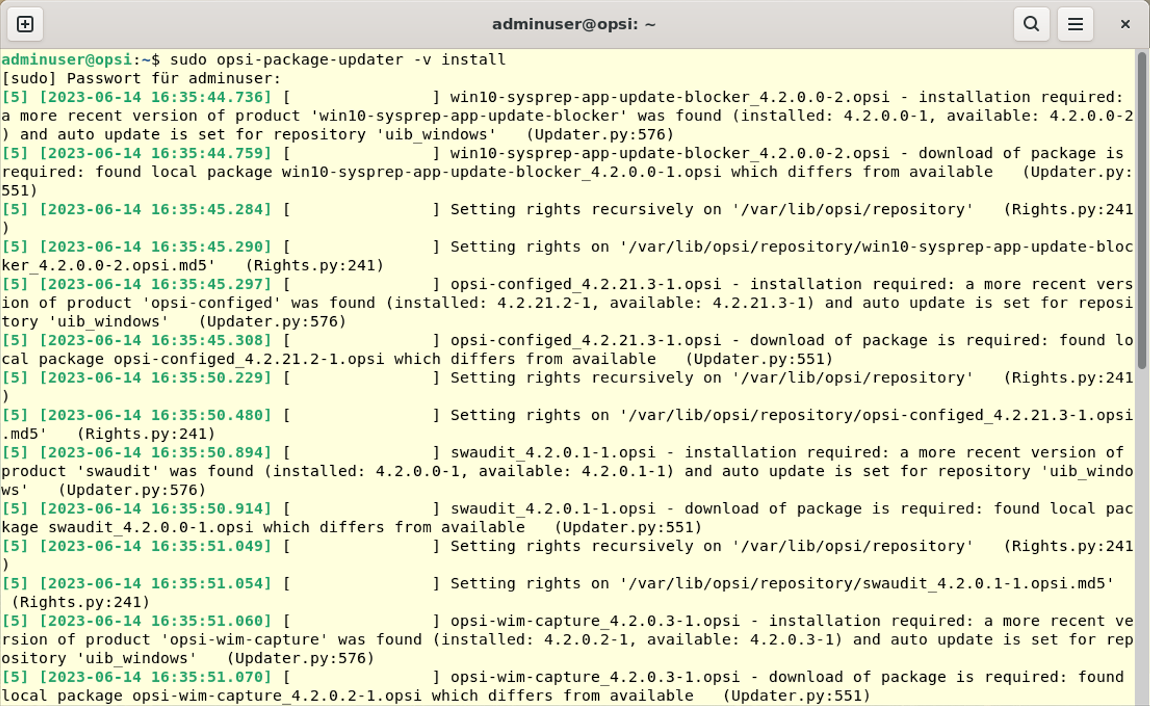 adminuser@opsi: ~
adminuser@opsi:~$ sudo opsi-package-updater -v install
[sudo] Passwort für adminuser:
[5] [2023-06-14 16:35:44.736] [               ] win10-sysprep-app-update-blocker_4.2.0.0-2.opsi - installation required:
a more recent version of product 'win10-sysprep-app-update-blocker' was found (installed: 4.2.0.0-1, available: 4.2.0.0-2
) and auto update is set for repository 'uib_windows'   (Updater.py:576)
[5] [2023-06-14 16:35:44.759] [               ] win10-sysprep-app-update-blocker_4.2.0.0-2.opsi - download of package is
required: found local package win10-sysprep-app-update-blocker_4.2.0.0-1.opsi which differs from available   (Updater.py:
551)
[5] [2023-06-14 16:35:45.284] [               ] Setting rights recursively on '/var/lib/opsi/repository'   (Rights.py:241
)
[5] [2023-06-14 16:35:45.290] [               ] Setting rights on '/var/lib/opsi/repository/win10-sysprep-app-update-bloc
ker_4.2.0.0-2.opsi.md5'   (Rights.py:241)
[5] [2023-06-14 16:35:45.297] [               ] opsi-configed_4.2.21.3-1.opsi - installation required: a more recent vers
ion of product 'opsi-configed' was found (installed: 4.2.21.2-1, available: 4.2.21.3-1) and auto update is set for reposi
tory 'uib_windows'   (Updater.py:576)
[5] [2023-06-14 16:35:45.308] [               ] opsi-configed_4.2.21.3-1.opsi - download of package is required: found lo
cal package opsi-configed_4.2.21.2-1.opsi which differs from available   (Updater.py:551)
[5] [2023-06-14 16:35:50.229] [               ] Setting rights recursively on '/var/lib/opsi/repository'   (Rights.py:241
)
[5] [2023-06-14 16:35:50.480] [               ] Setting rights on '/var/lib/opsi/repository/opsi-configed_4.2.21.3-1.opsi
.md5'   (Rights.py:241)
[5] [2023-06-14 16:35:50.894] [               ] swaudit_4.2.0.1-1.opsi - installation required: a more recent version of
product 'swaudit' was found (installed: 4.2.0.0-1, available: 4.2.0.1-1) and auto update is set for repository 'uib_windo
ws'   (Updater.py:576)
[5] [2023-06-14 16:35:50.914] [               ] swaudit_4.2.0.1-1.opsi - download of package is required: found local pac
kage swaudit_4.2.0.0-1.opsi which differs from available   (Updater.py:551)
[5] [2023-06-14 16:35:51.049] [               ] Setting rights recursively on '/var/lib/opsi/repository'   (Rights.py:241
)
[5] [2023-06-14 16:35:51.054] [               ] Setting rights on '/var/lib/opsi/repository/swaudit_4.2.0.1-1.opsi.md5'
 (Rights.py:241)
[5] [2023-06-14 16:35:51.060] [               ] opsi-wim-capture_4.2.0.3-1.opsi - installation required: a more recent ve
rsion of product 'opsi-wim-capture' was found (installed: 4.2.0.2-1, available: 4.2.0.3-1) and auto update is set for rep
ository 'uib_windows'   (Updater.py:576)
[5] [2023-06-14 16:35:51.070] [               ] opsi-wim-capture_4.2.0.3-1.opsi - download of package is required: found
local package opsi-wim-capture_4.2.0.2-1.opsi which differs from available   (Updater.py:551)